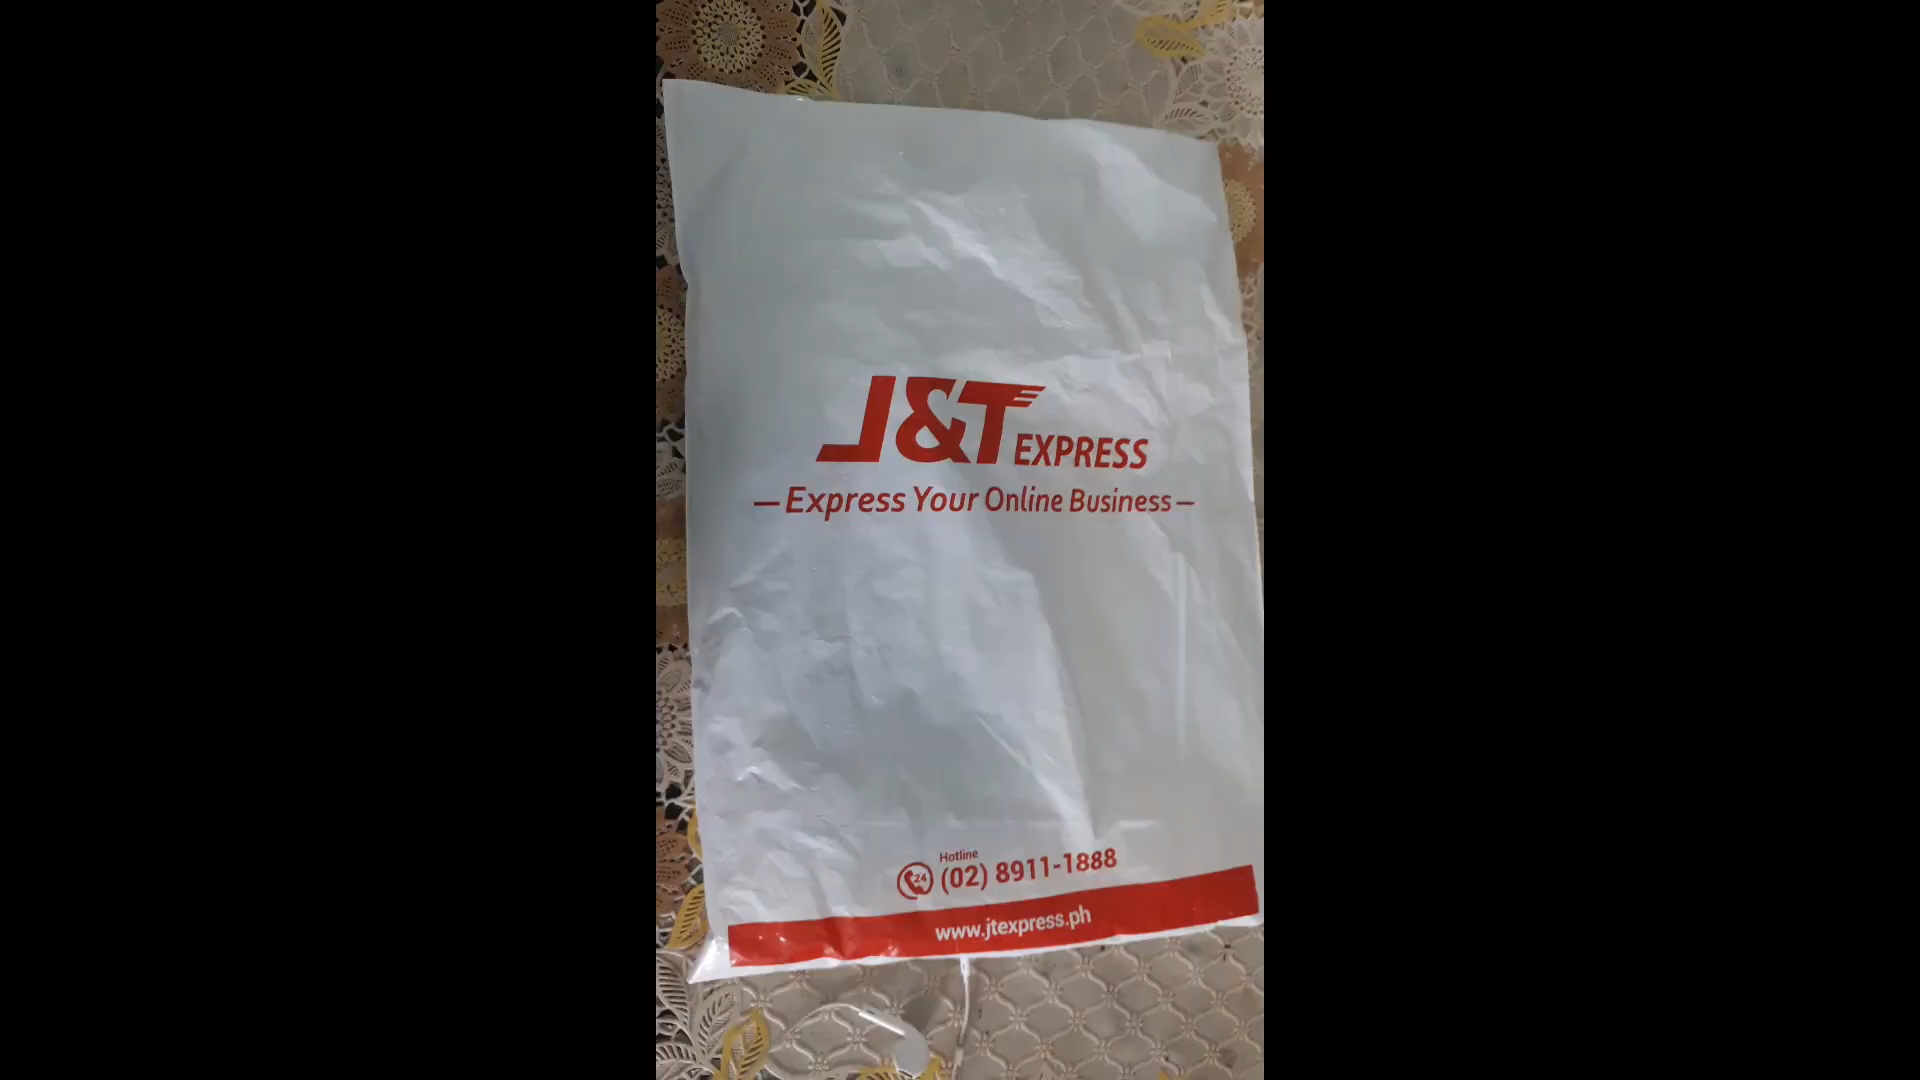 J&T EXPRESS
— Express Your Online Business —
Hotline
24 (02) 8911-1888
www.jtexpress.ph